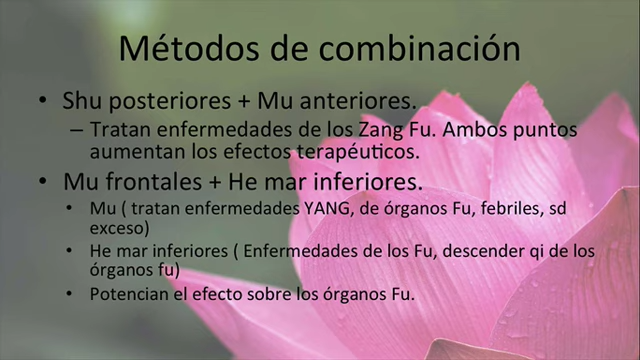 Métodos de combinación
• Shu posteriores + Mu anteriores.
– Tratan enfermedades de los Zang Fu. Ambos puntos
aumentan los efectos terapéuticos.
• Mu frontales + He mar inferiores.
• Mu ( tratan enfermedades YANG, de órganos Fu, febriles, sd
exceso)
• He mar inferiores ( Enfermedades de los Fu, descender qi de los
órganos fu)
• Potencian el efecto sobre los órganos Fu.